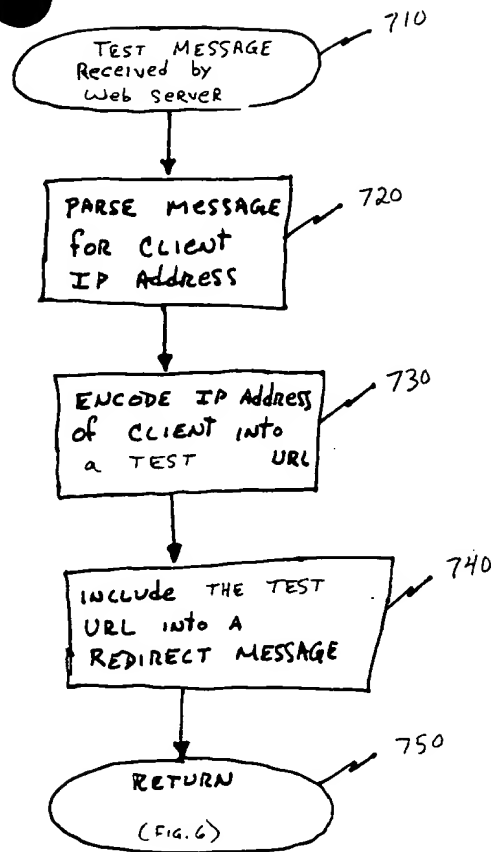 710
TEST MESSAGE
Received by
Web Server
720
PARSE MESSAGE
for CLIENT
IP Address
730
ENCODE IP Address
of CLIENT INTO
a TEST URL
740
INCLUDE THE TEST
URL INTO A
REDIRECT MESSAGE
750
RETURN
(FIG. 6)